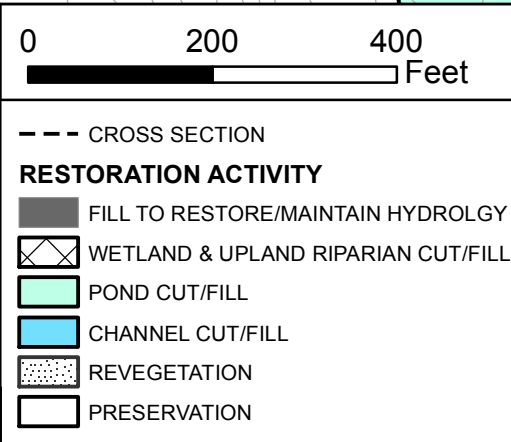 0 200 400
Feet
CROSS SECTION
RESTORATION ACTIVITY
FILL TO RESTORE/MAINTAIN HYDROLGY
WETLAND & UPLAND RIPARIAN CUT/FILL
POND CUT/FILL
CHANNEL CUT/FILL
REVEGETATION
PRESERVATION